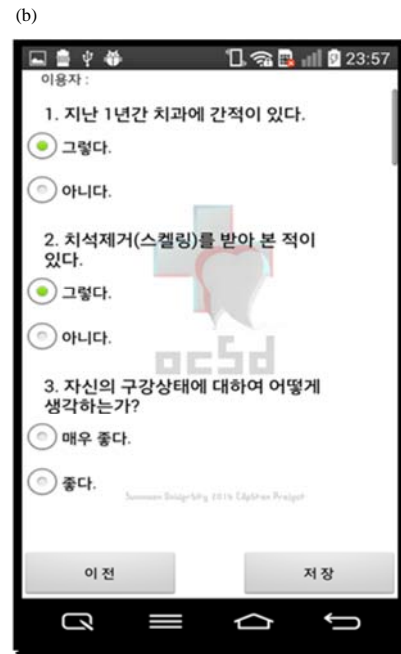 (b)
23:57
이용자 :
1. 지난 1년간 치과에 간적이 있다.
그렇다.
아니다.
2. 치석제거(스켈링)를 받아 본 적이
있다.
그렇다.
아니다.
ocSd
3. 자신의 구강상태에 대하여 어떻게
생각하는가?
매우 좋다.
좋다.
이 전
저 장